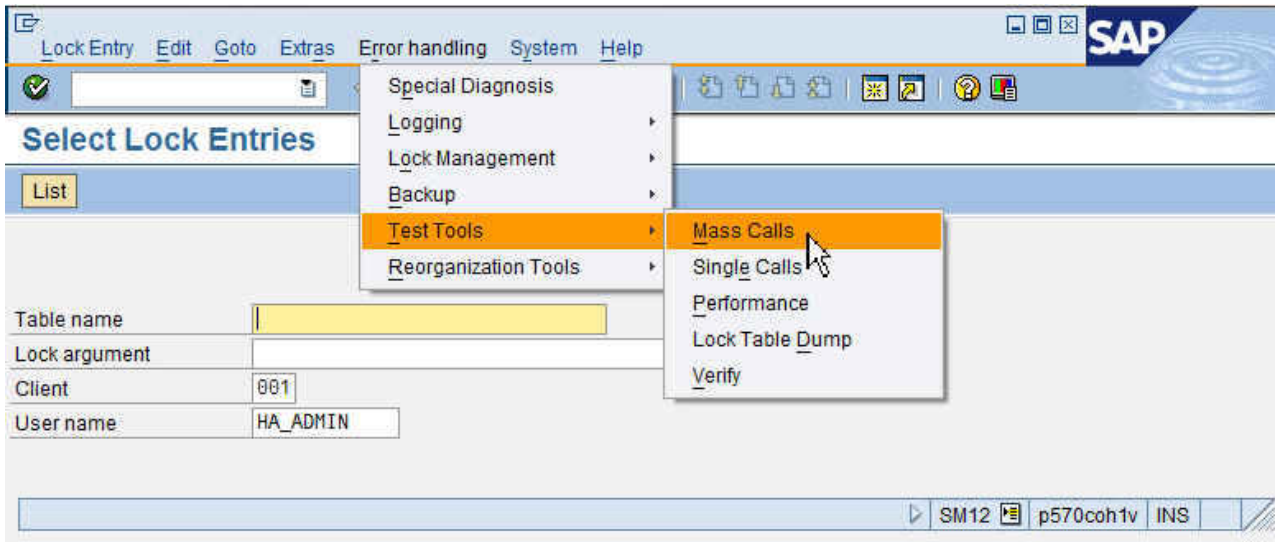 Lock Entry Edit Goto Extras Error handling System Help
SAP
Special Diagnosis
Logging
Select Lock Entries
Lock Management
List
Backup
Test Tools
Mass Calls
Reorganization Tools
Single Calls
Performance
Table name
Lock Table Dump
Lock argument
Verify
Client 001
User name HA_ADMIN
SM12 p570coh1v INS